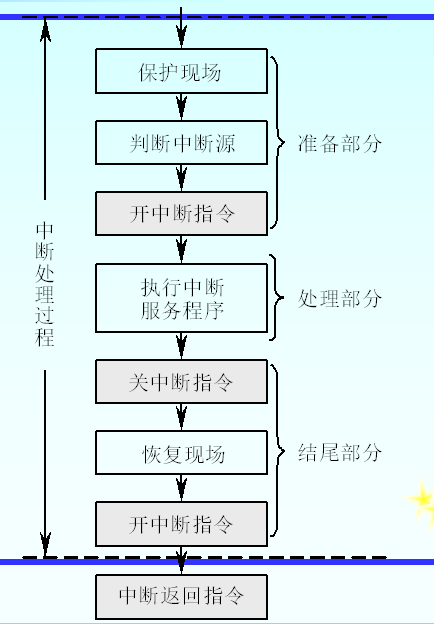 保护现场
判断中断源
开中断指令
准备部分
执行中断
服务程序
处理部分
中断处理过程
关中断指令
恢复现场
开中断指令
结尾部分
中断返回指令